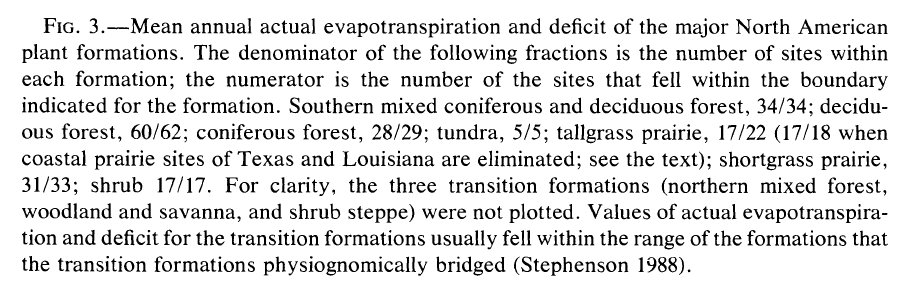 FIG. 3.—Mean annual actual evapotranspiration and deficit of the major North American
plant formations. The denominator of the following fractions is the number of sites within
each formation; the numerator is the number of the sites that fell within the boundary
indicated for the formation. Southern mixed coniferous and deciduous forest, 34/34; decidu-
ous forest, 60/62; coniferous forest, 28/29; tundra, 5/5; tallgrass prairie, 17/22 (17/18 when
coastal prairie sites of Texas and Louisiana are eliminated; see the text); shortgrass prairie,
31/33; shrub 17/17. For clarity, the three transition formations (northern mixed forest,
woodland and savanna, and shrub steppe) were not plotted. Values of actual evapotranspira-
tion and deficit for the transition formations usually fell within the range of the formations that
the transition formations physiognomically bridged (Stephenson 1988).